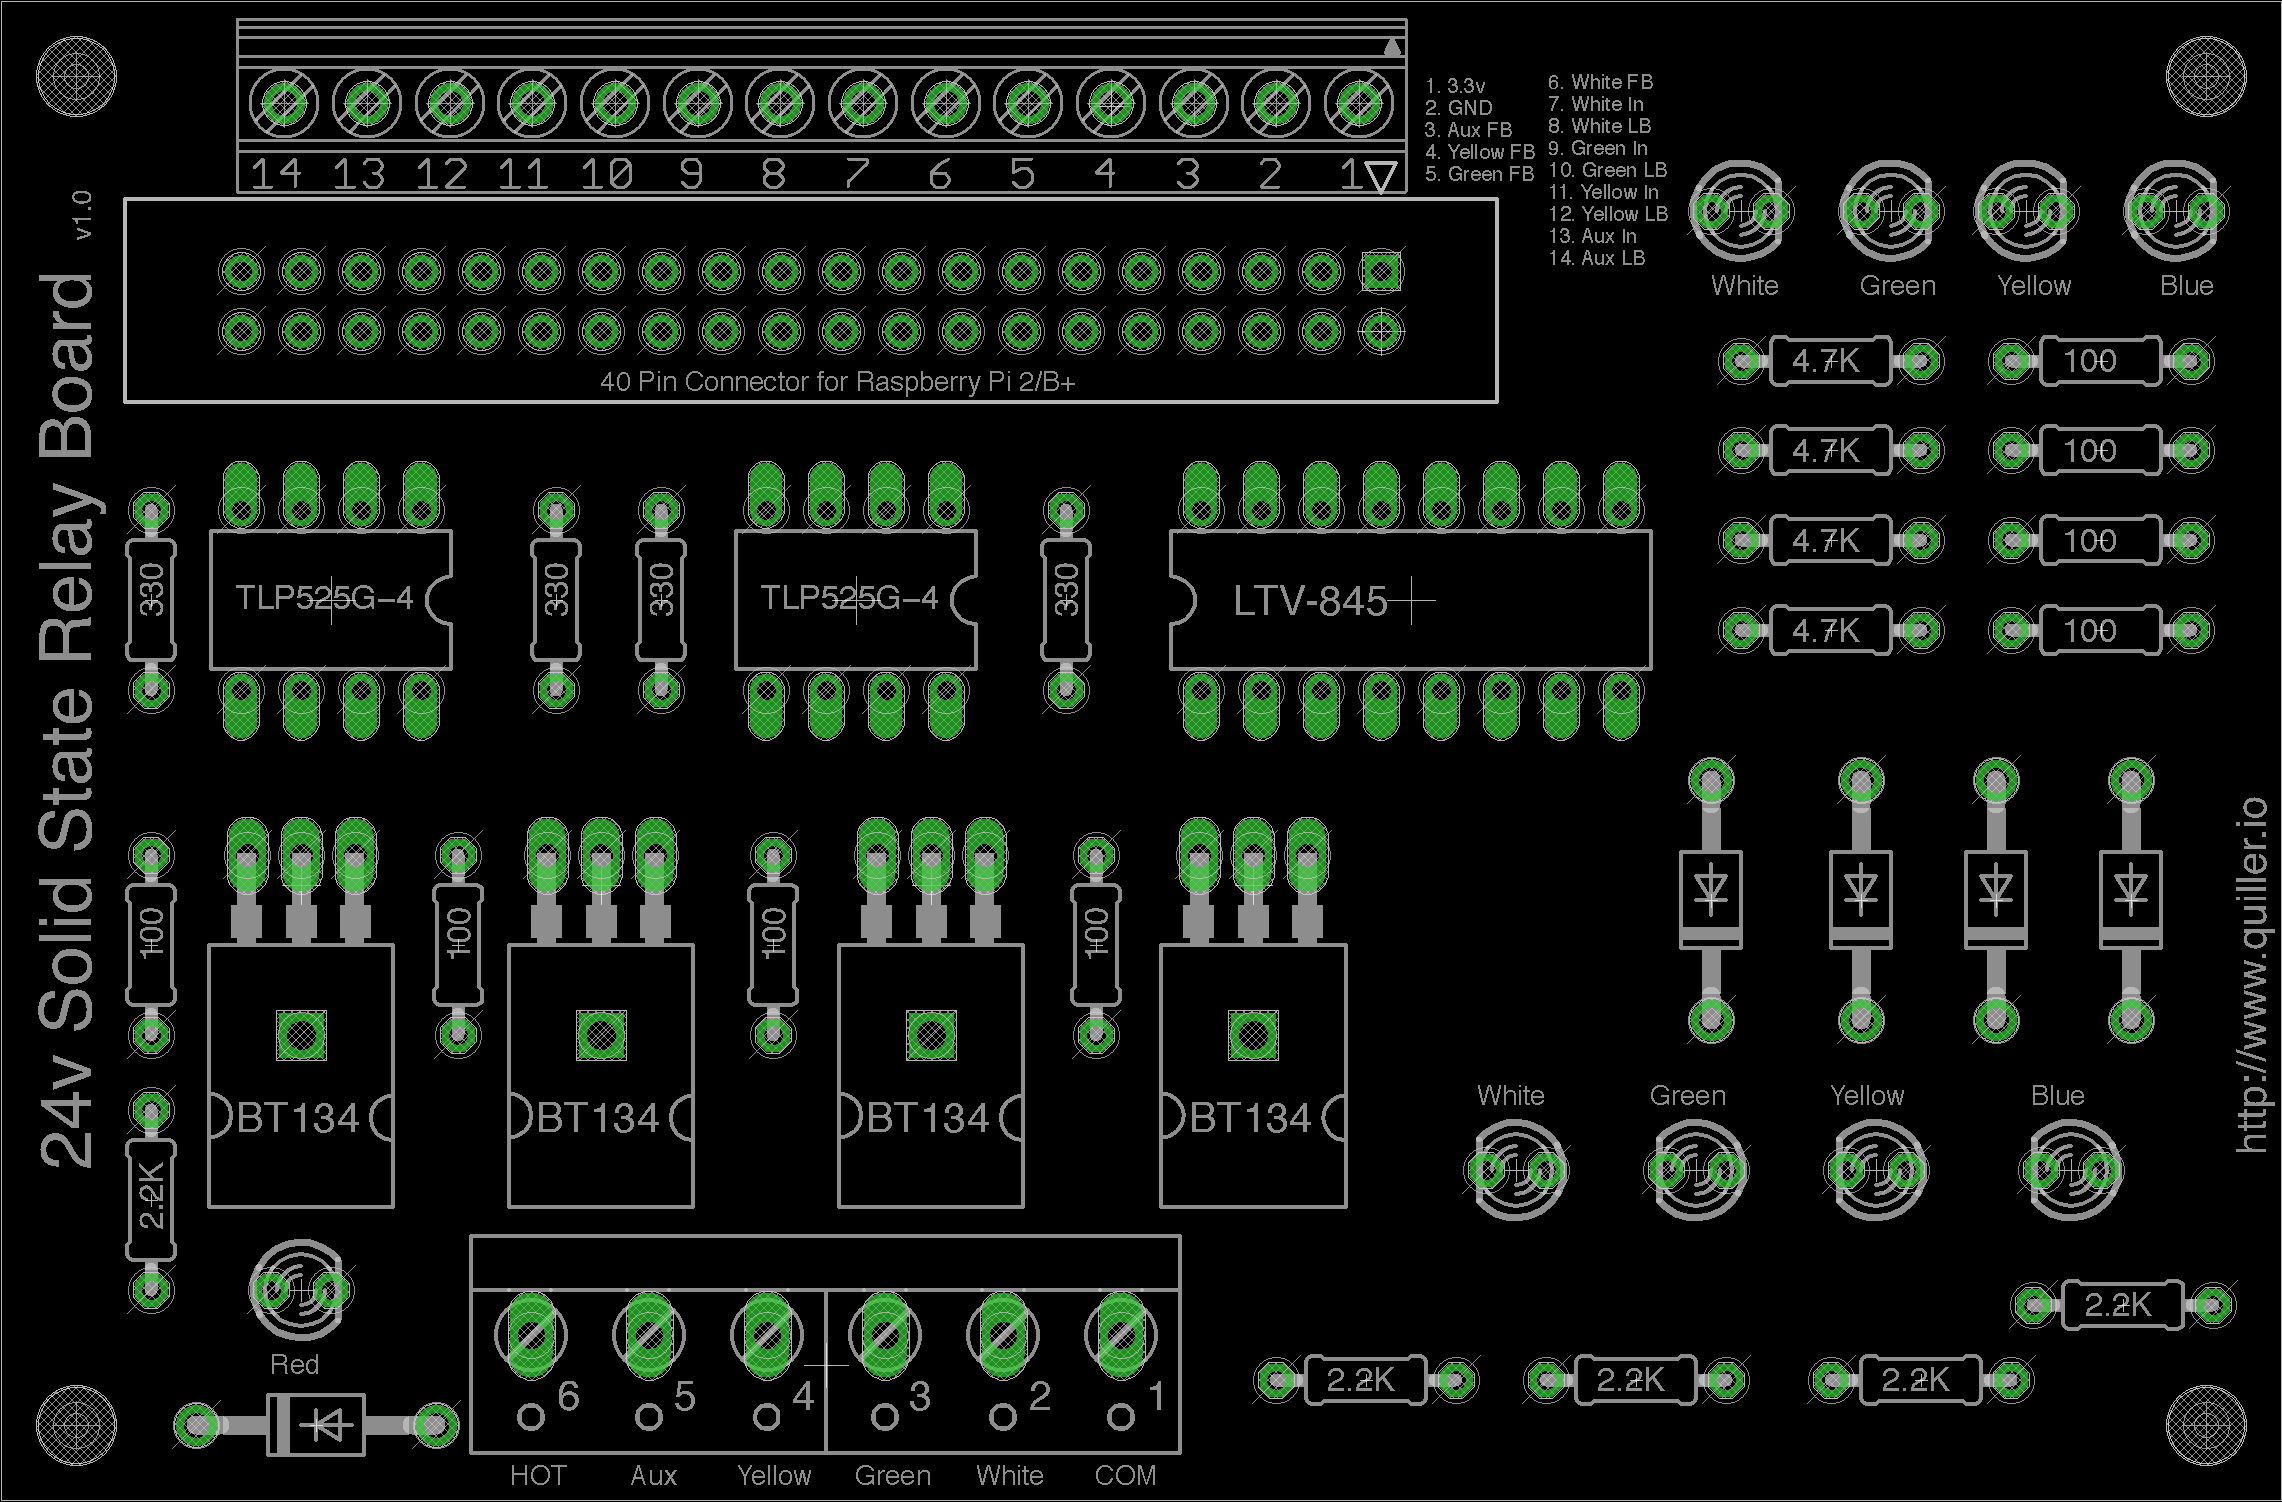 14 13 12 11 10 9 8 7 6 5 4 3 2 1
1. 3.3v
2. GND
3. Aux FB
4. Yellow FB
5. Green FB
6. White FB
7. White In
8. White LB
9. Green In
10. Green LB
11. Yellow In
12. Yellow LB
13. Aux In
14. Aux LB
24v Solid State Relay Board
v1.0
40 Pin Connector for Raspberry Pi 2/B+
White Green Yellow Blue
4.7K 100
4.7K 100
4.7K 100
4.7K 100
330 TLP525G-4 330 330 TLP525G-4 330 LTV-845
100 100 100 100
BT134 BT134 BT134 BT134
2.2K
http://www.quiller.io
White Green Yellow Blue
Red
2.2K
2.2K 2.2K 2.2K
6 5 4 3 2 1
HOT Aux Yellow Green White COM